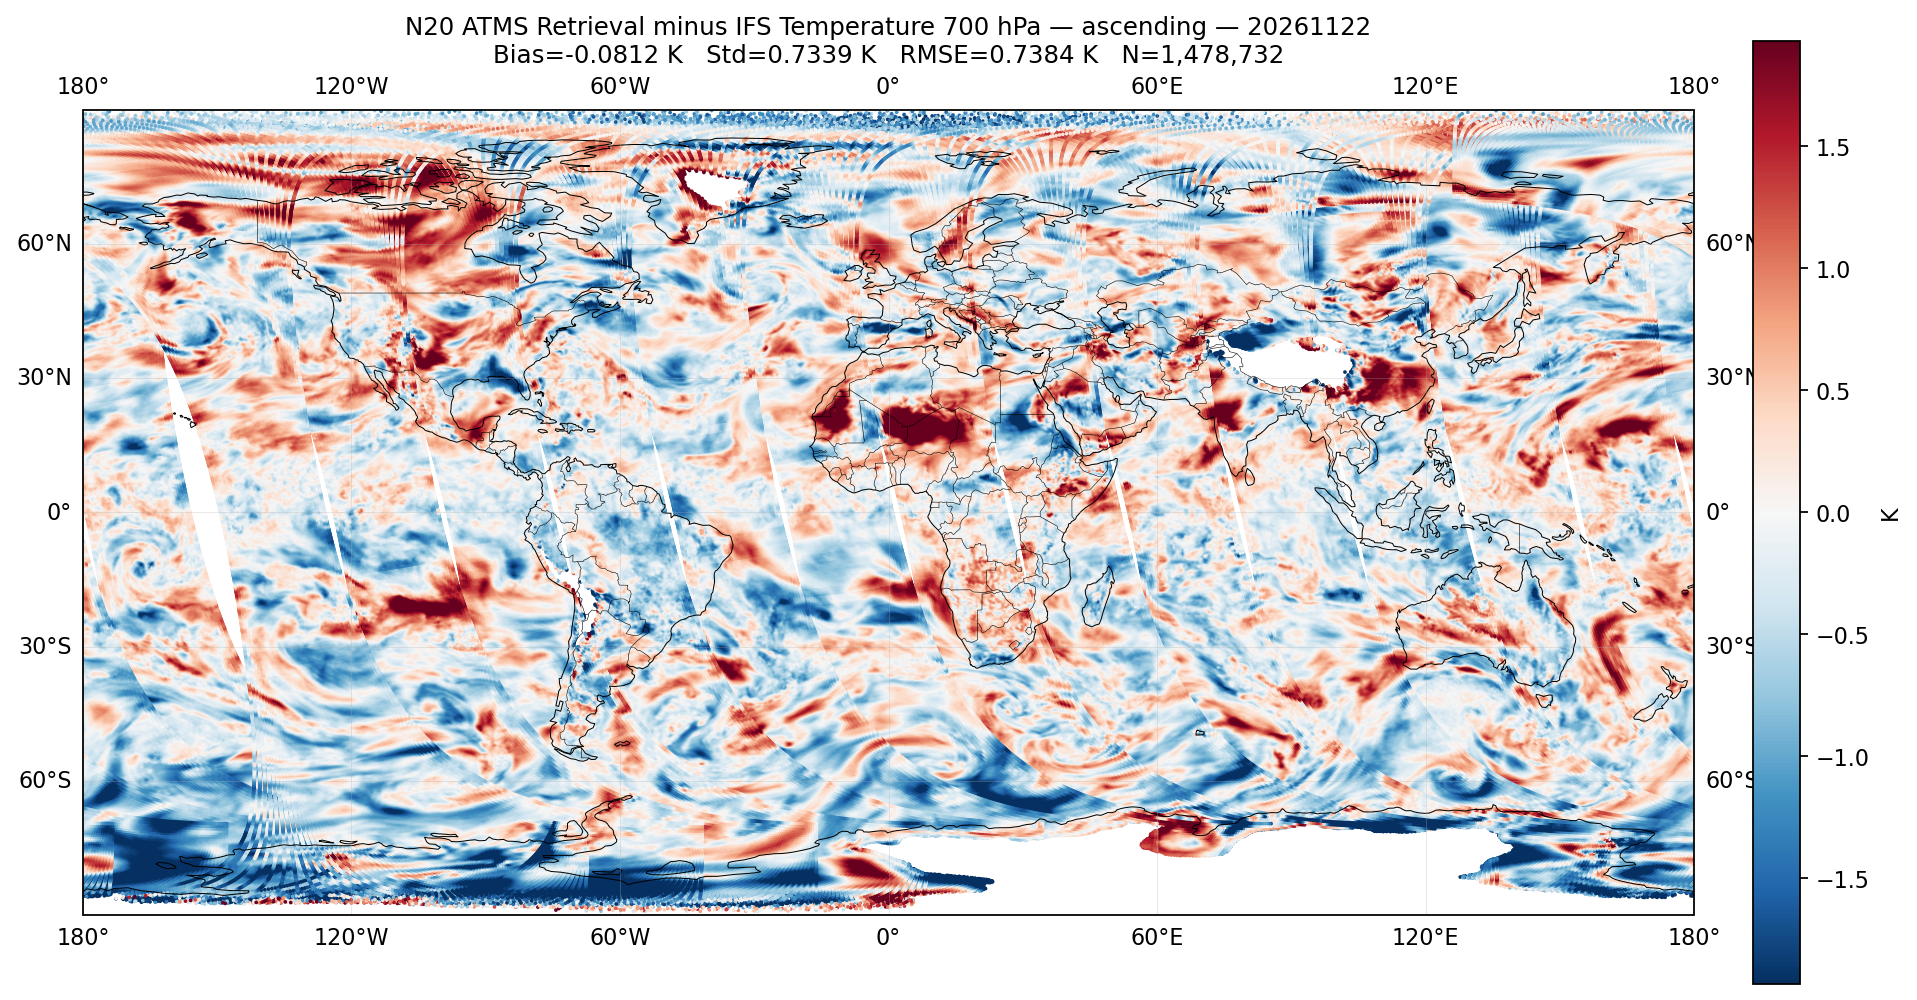 N20 ATMS Retrieval minus IFS Temperature 700 hPa — ascending — 20261122
Bias=-0.0812 K   Std=0.7339 K   RMSE=0.7384 K   N=1,478,732
180° 120°W 60°W 0° 60°E 120°E 180°
60°N 60°N
30°N 30°N
0° 0°
30°S 30°S
60°S 60°S
180° 120°W 60°W 0° 60°E 120°E 180°
1.5
1.0
0.5
0.0
−0.5
−1.0
−1.5
K